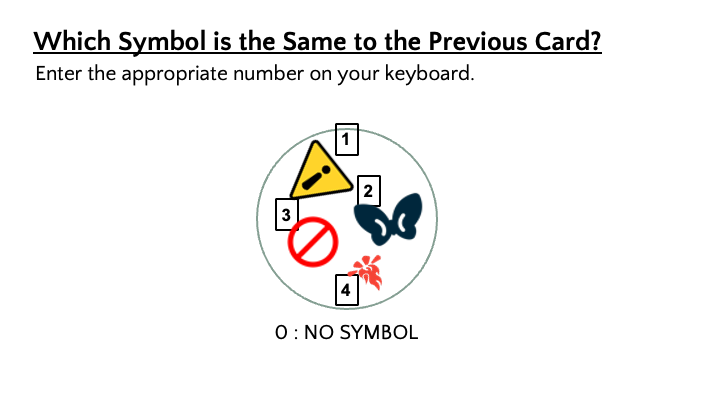 Which Symbol is the Same to the Previous Card?
Enter the appropriate number on your keyboard.
1
2
3
4
0 : NO SYMBOL